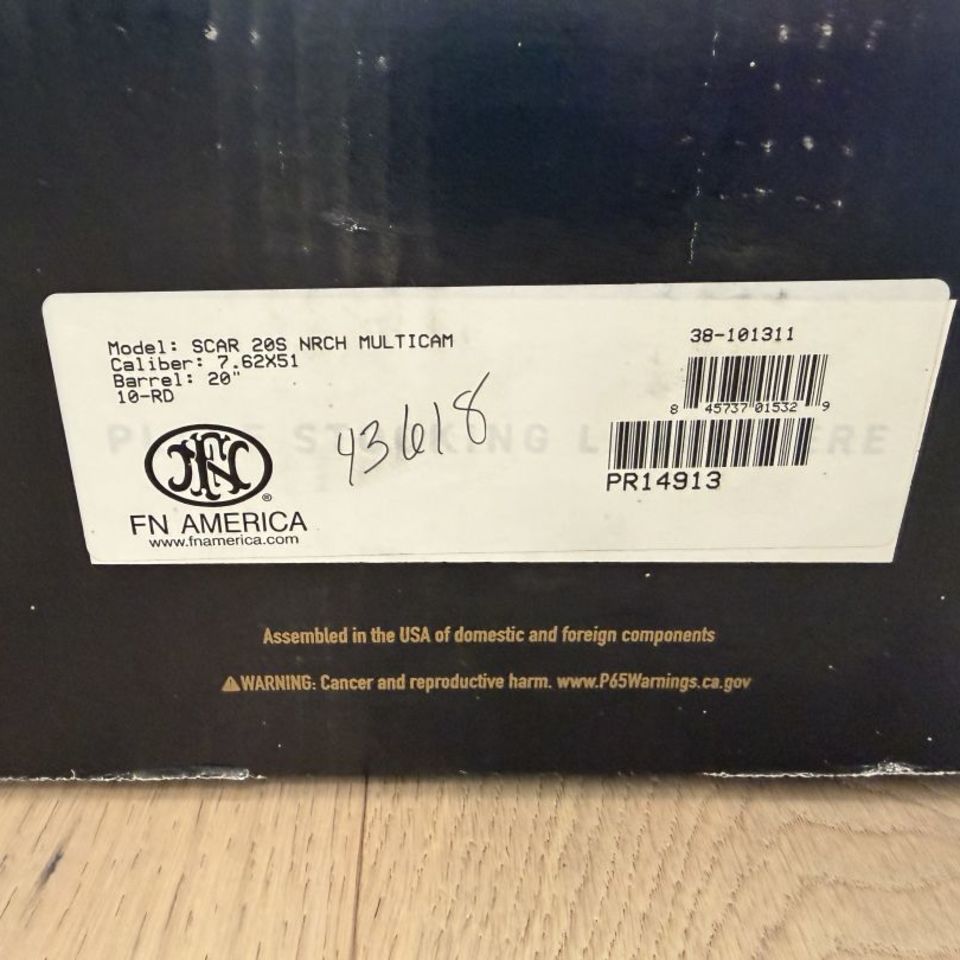 Model: SCAR 20S NRCH MULTICAM
Caliber: 7.62X51
Barrel: 20"
10-RD
38-101311
8 45737 01532 9
43618
PR14913
FN
®
FN AMERICA
www.fnamerica.com
Assembled in the USA of domestic and foreign components
WARNING: Cancer and reproductive harm. www.P65Warnings.ca.gov